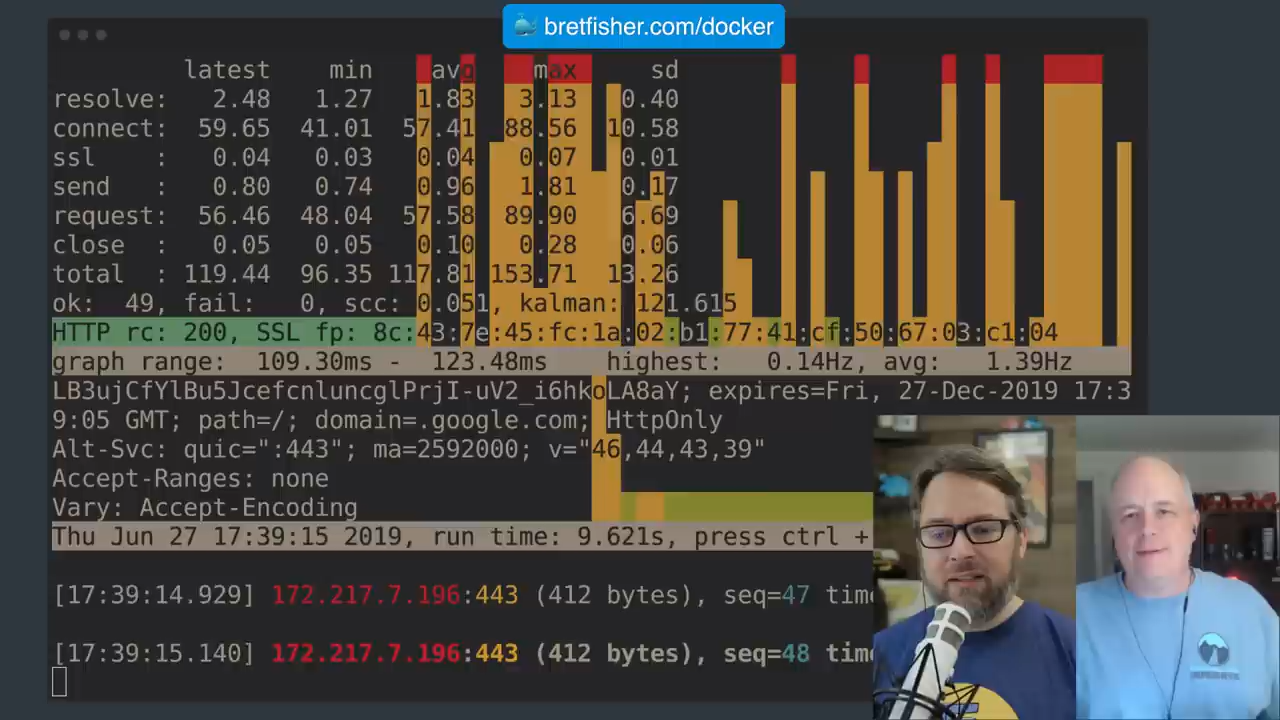 bretfisher.com/docker
latest min avg max sd
resolve: 2.48 1.27 1.83 3.13 0.40
connect: 59.65 41.01 57.41 88.56 10.58
ssl : 0.04 0.03 0.04 0.07 0.01
send : 0.80 0.74 0.96 1.81 0.17
request: 56.46 48.04 57.58 89.90 6.69
close : 0.05 0.05 0.10 0.28 0.06
total : 119.44 96.35 117.81 153.71 13.26
ok: 49, fail: 0, scc: 0.051, kalman: 121.615
HTTP rc: 200, SSL fp: 8c:43:7e:45:fc:1a:02:b1:77:41:cf:50:67:03:c1:04
graph range: 109.30ms - 123.48ms highest: 0.14Hz, avg: 1.39Hz
LB3ujCfYlBu5JcefcnluncglPrjI-uV2_i6hkoLA8aY; expires=Fri, 27-Dec-2019 17:3
9:05 GMT; path=/; domain=.google.com; HttpOnly
Alt-Svc: quic=":443"; ma=2592000; v="46,44,43,39"
Accept-Ranges: none
Vary: Accept-Encoding
Thu Jun 27 17:39:15 2019, run time: 9.621s, press ctrl +
[17:39:14.929] 172.217.7.196:443 (412 bytes), seq=47 time
[17:39:15.140] 172.217.7.196:443 (412 bytes), seq=48 time